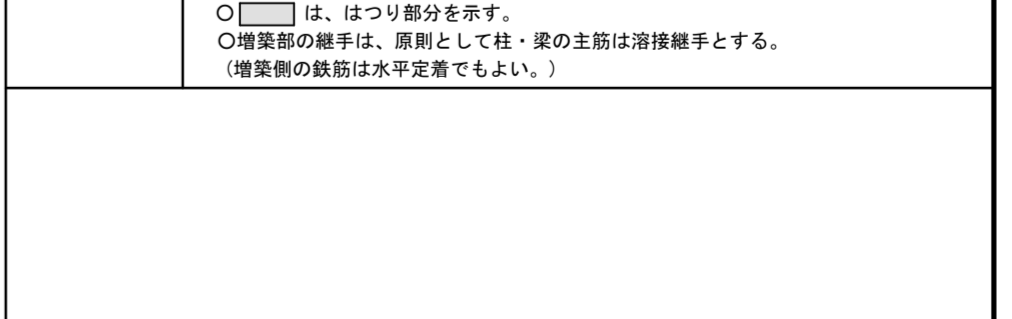 ○　　　は、はつり部分を示す。
○増築部の継手は、原則として柱・梁の主筋は溶接継手とする。
（増築側の鉄筋は水平定着でもよい。）